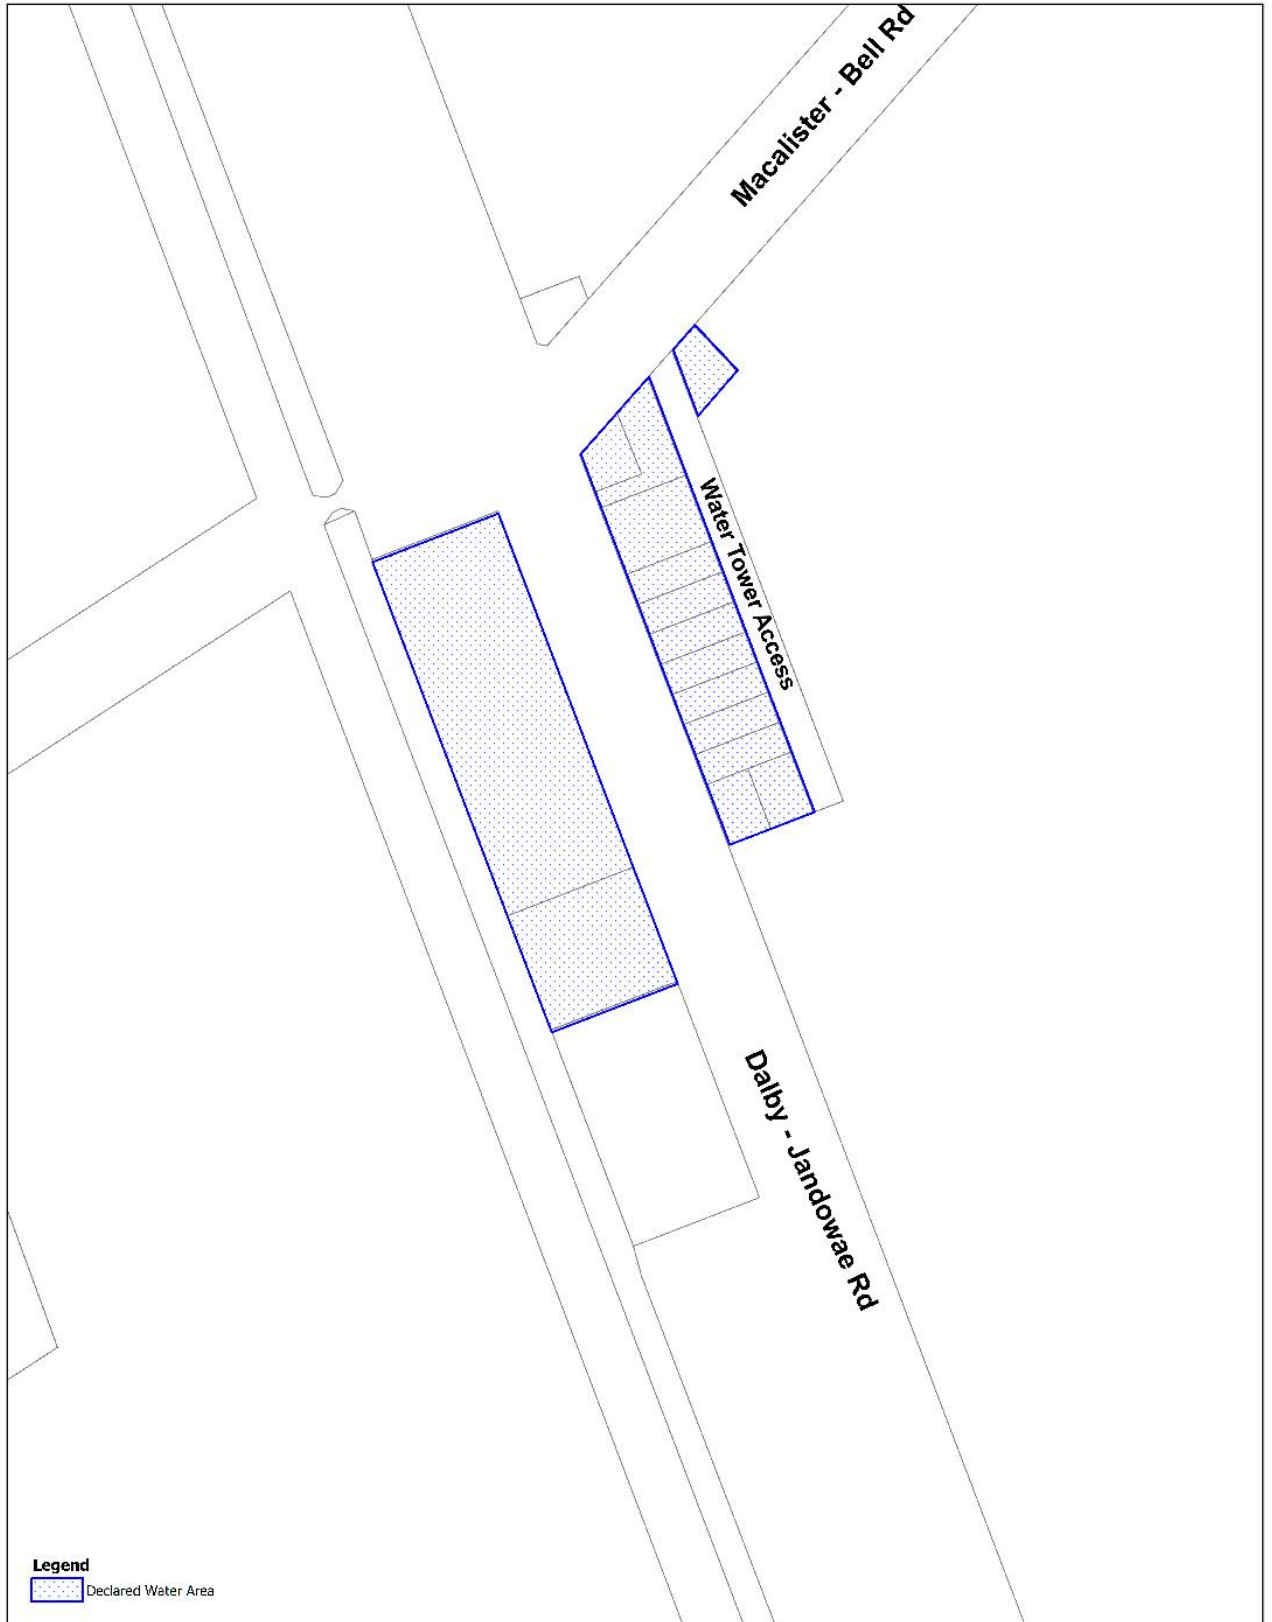 Macalister - Bell Rd
Water Tower Access
Dalby - Jandowae Rd
Legend
Declared Water Area